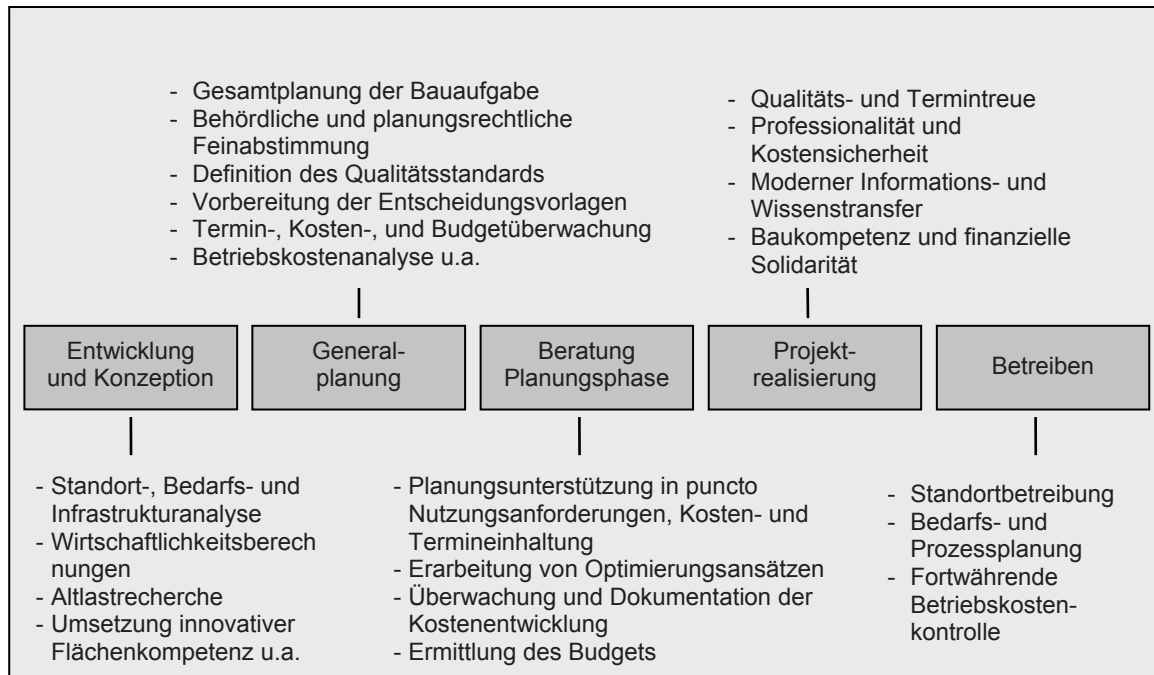 - Gesamtplanung der Bauaufgabe
- Behördliche und planungsrechtliche
Feinabstimmung
- Definition des Qualitätsstandards
- Vorbereitung der Entscheidungsvorlagen
- Termin-, Kosten-, und Budgetüberwachung
- Betriebskostenanalyse u.a.
- Qualitäts- und Termintreue
- Professionalität und
Kostensicherheit
- Moderner Informations- und
Wissenstransfer
- Baukompetenz und finanzielle
Solidarität
Entwicklung
und Konzeption
General-
planung
Beratung
Planungsphase
Projekt-
realisierung
Betreiben
- Standort-, Bedarfs- und
Infrastrukturanalyse
- Wirtschaftlichkeitsberech
nungen
- Altlastrecherche
- Umsetzung innovativer
Flächenkompetenz u.a.
- Planungsunterstützung in puncto
Nutzungsanforderungen, Kosten- und
Termineinhaltung
- Erarbeitung von Optimierungsansätzen
- Überwachung und Dokumentation der
Kostenentwicklung
- Ermittlung des Budgets
- Standortbetreibung
- Bedarfs- und
Prozessplanung
- Fortwährende
Betriebskosten-
kontrolle